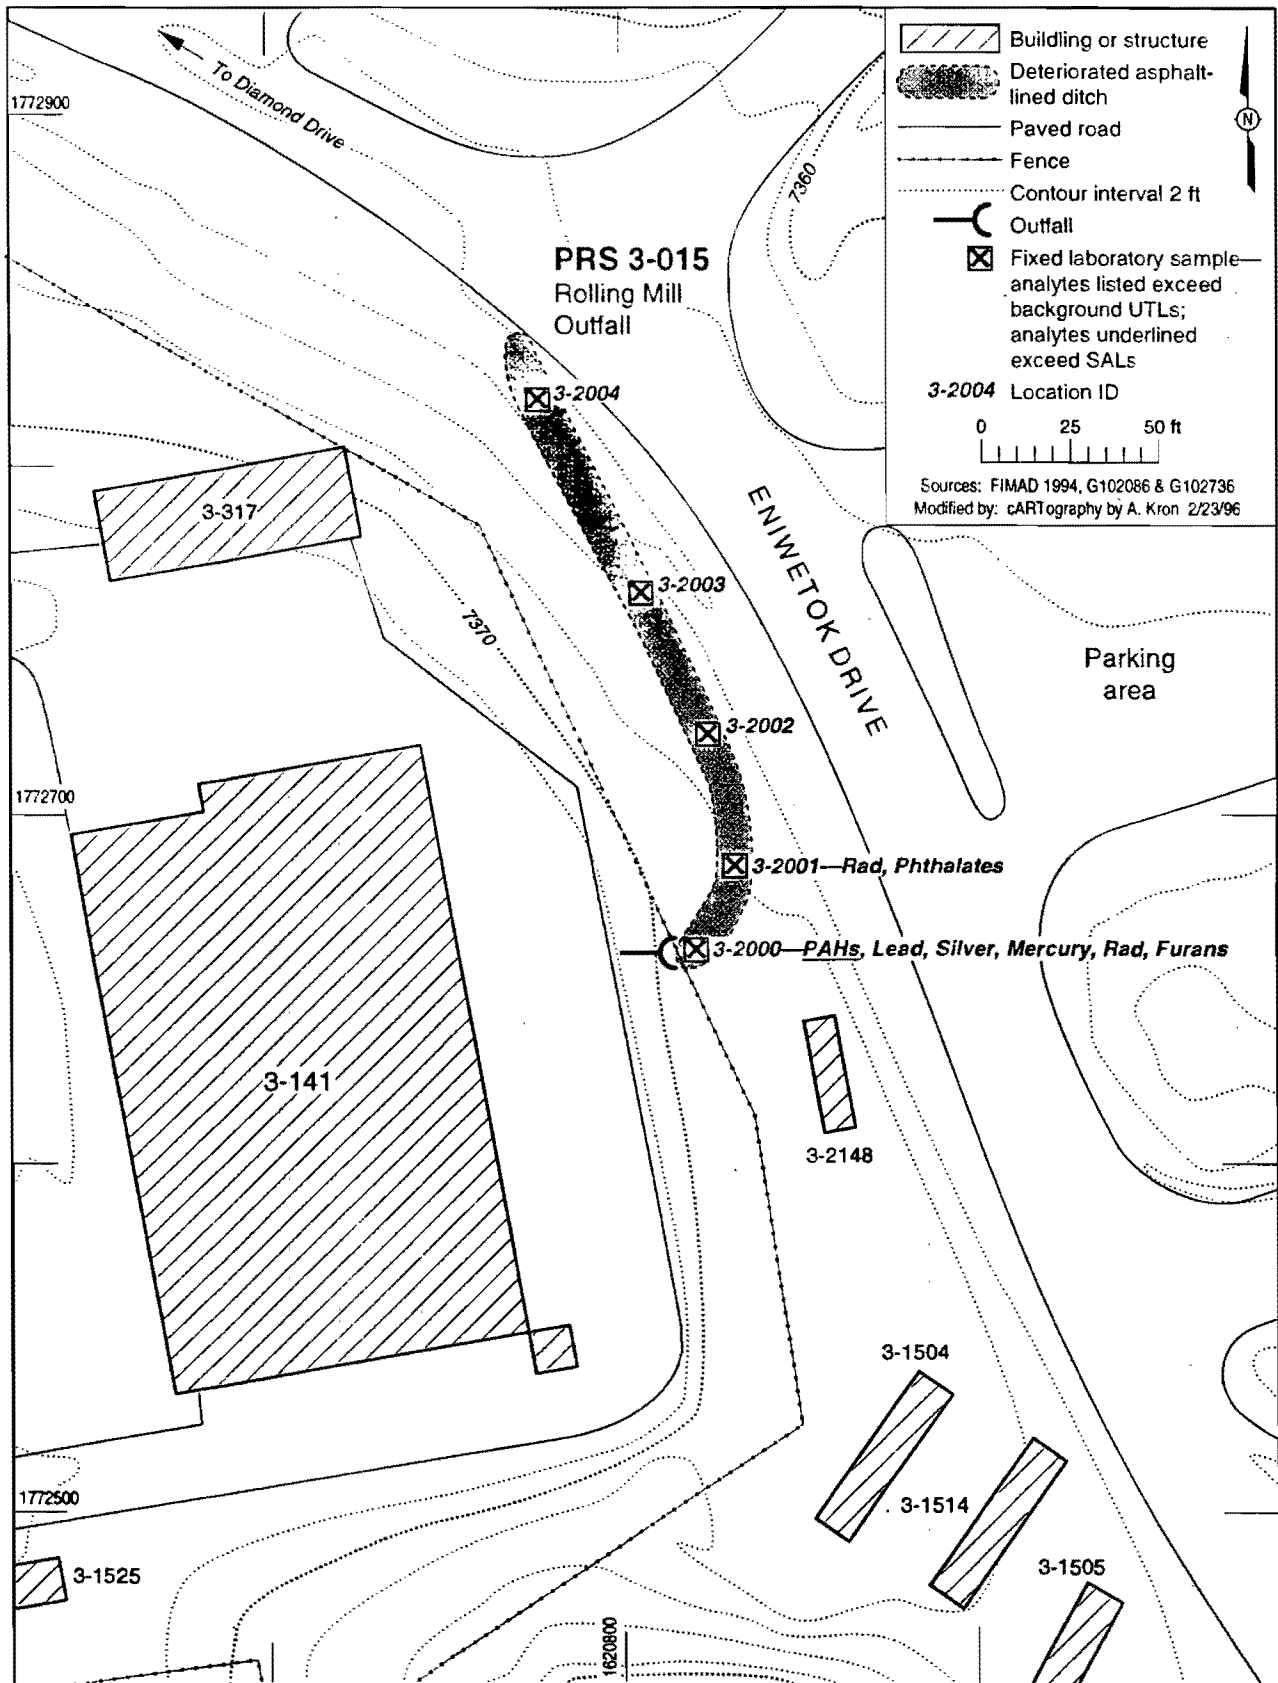 To Diamond Drive
1772900
7360
Buildling or structure
Deteriorated asphalt-
lined ditch
Paved road
Fence
Contour interval 2 ft
Outfall
Fixed laboratory sample—
analytes listed exceed
background UTLs;
analytes underlined
exceed SALs
3-2004 Location ID
0 25 50 ft
Sources: FIMAD 1994, G102086 & G102736
Modified by: cARTography by A. Kron 2/23/96
N
PRS 3-015
Rolling Mill
Outfall
3-2004
3-317
3-2003
7370
ENIWETOK DRIVE
Parking
area
3-2002
1772700
3-2001—Rad, Phthalates
3-2000—PAHs, Lead, Silver, Mercury, Rad, Furans
3-141
3-2148
3-1504
1772500
3-1514
3-1525
3-1505
1620800